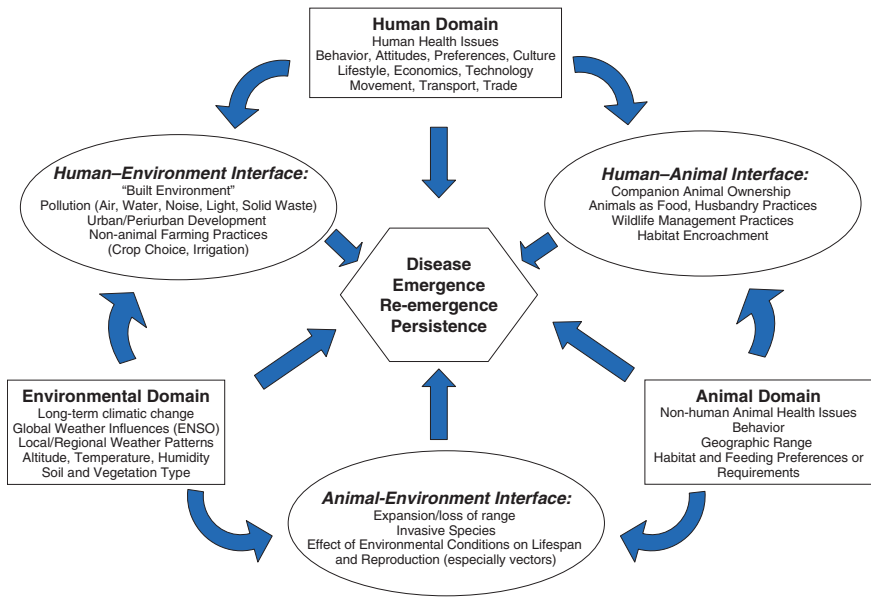 Human Domain
Human Health Issues
Behavior, Attitudes, Preferences, Culture
Lifestyle, Economics, Technology
Movement, Transport, Trade
Human–Environment Interface:
“Built Environment”
Pollution (Air, Water, Noise, Light, Solid Waste)
Urban/Periurban Development
Non-animal Farming Practices
(Crop Choice, Irrigation)
Human–Animal Interface:
Companion Animal Ownership
Animals as Food, Husbandry Practices
Wildlife Management Practices
Habitat Encroachment
Disease
Emergence
Re-emergence
Persistence
Environmental Domain
Long-term climatic change
Global Weather Influences (ENSO)
Local/Regional Weather Patterns
Altitude, Temperature, Humidity
Soil and Vegetation Type
Animal Domain
Non-human Animal Health Issues
Behavior
Geographic Range
Habitat and Feeding Preferences or
Requirements
Animal-Environment Interface:
Expansion/loss of range
Invasive Species
Effect of Environmental Conditions on Lifespan
and Reproduction (especially vectors)